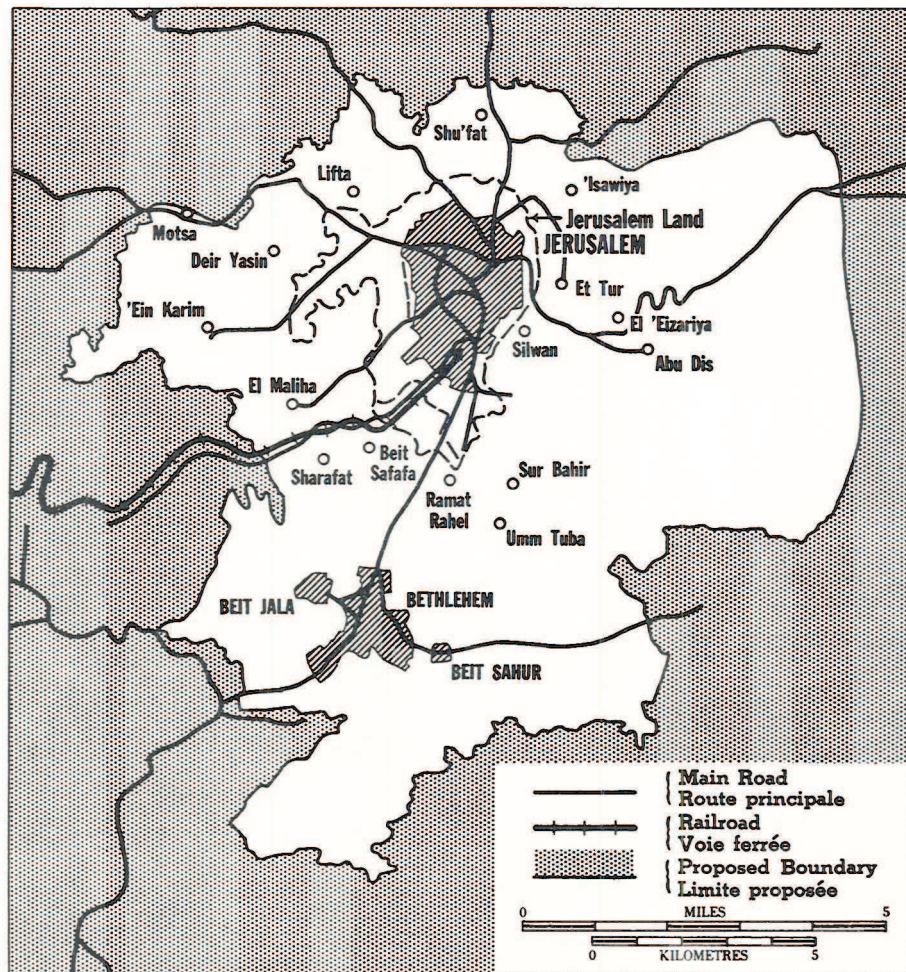 Shu'fat
Lifta
'Isawiya
Jerusalem Land
JERUSALEM
Motsa
Deir Yasin
Et Tur
'Ein Karim
El 'Eizariya
Silwan
Abu Dis
El Maliha
Beit
Safafa
Sharafat
Sur Bahir
Ramat
Rahel
Umm Tuba
BEIT JALA
BETHLEHEM
BEIT SAHUR
Main Road
Route principale
Railroad
Voie ferrée
Proposed Boundary
Limite proposée
0 MILES 5
0 5
KILOMETRES